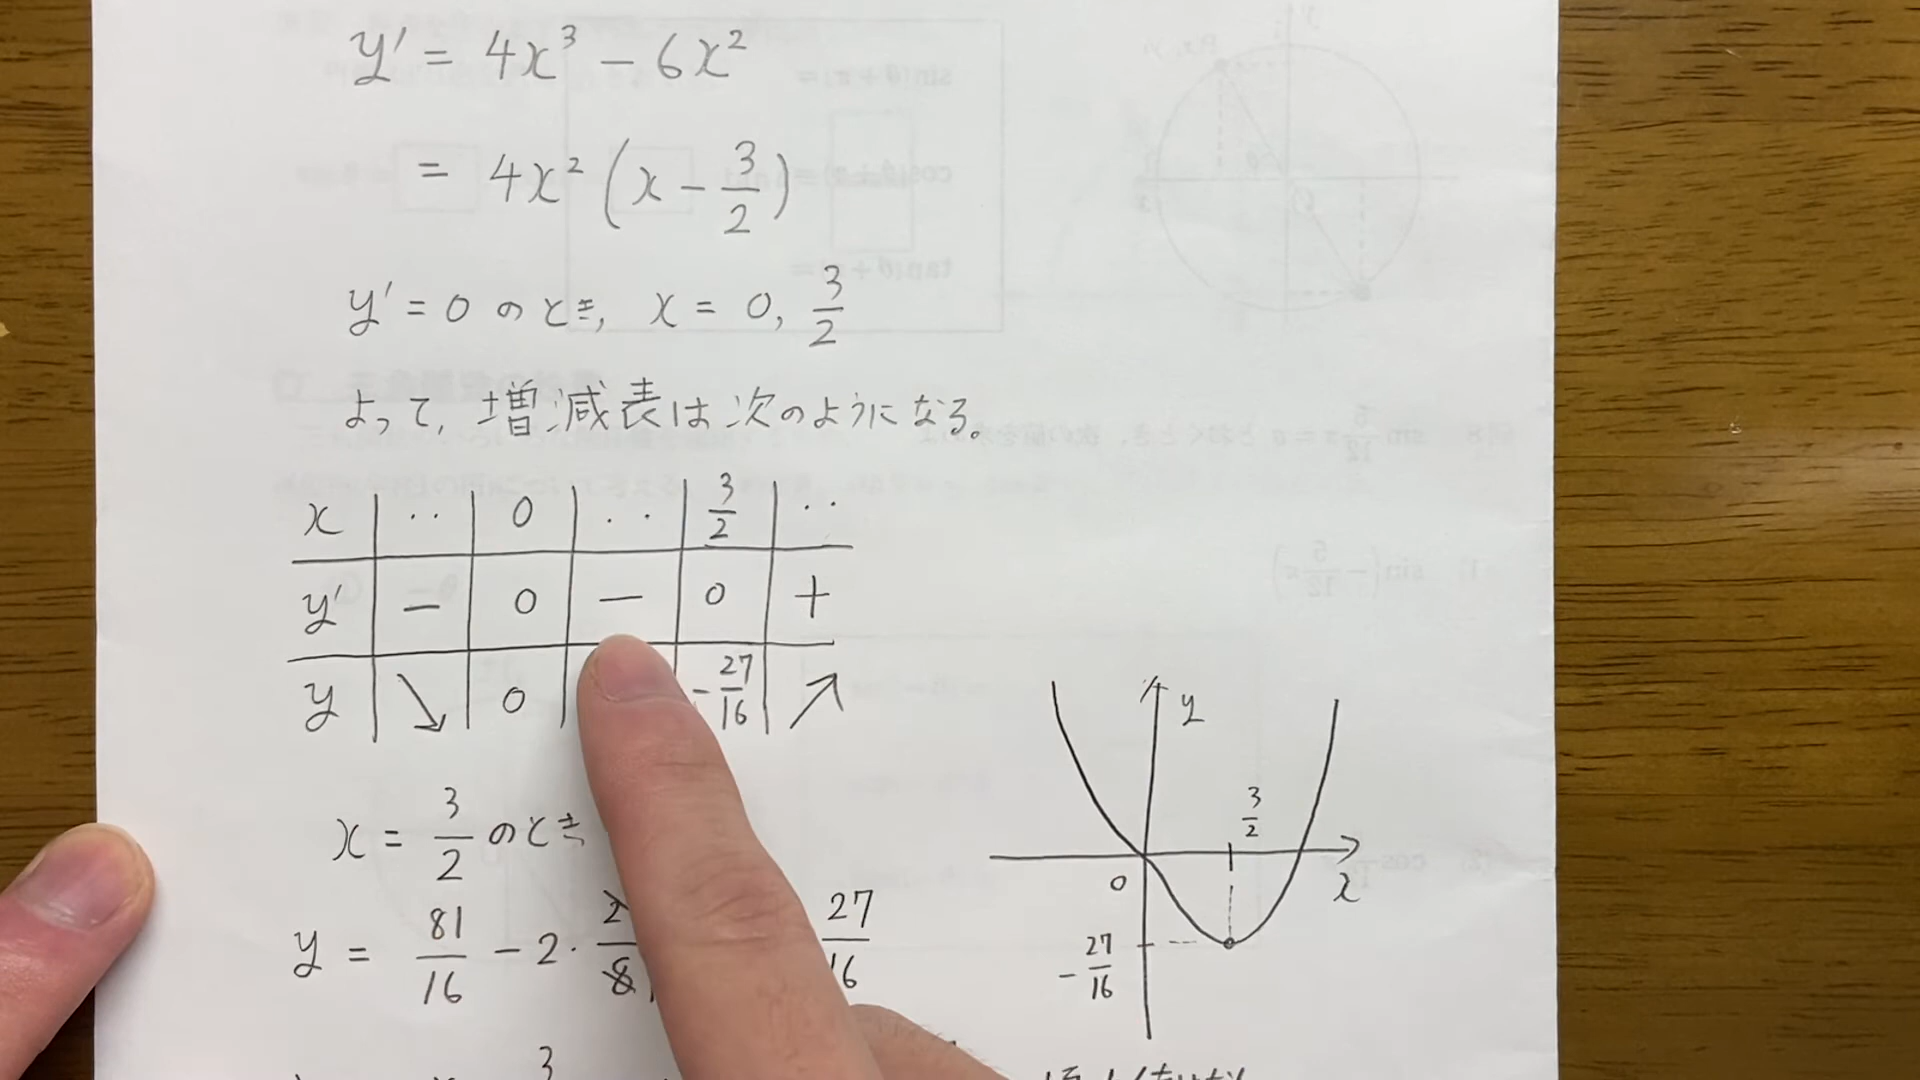 y' = 4x³ - 6x²
= 4x² (x - 3/2)
y' = 0 のとき, x = 0, 3/2
よって, 増減表は次のようになる。
x | ‥ | 0 | ‥ | 3/2 | ‥
y' | - | 0 | - | 0 | +
y | ↘ | 0 | | -27/16 | ↗
x = 3/2 のとき
y = 81/16 - 2・ 27/16
3
y
3/2
0
x
-27/16